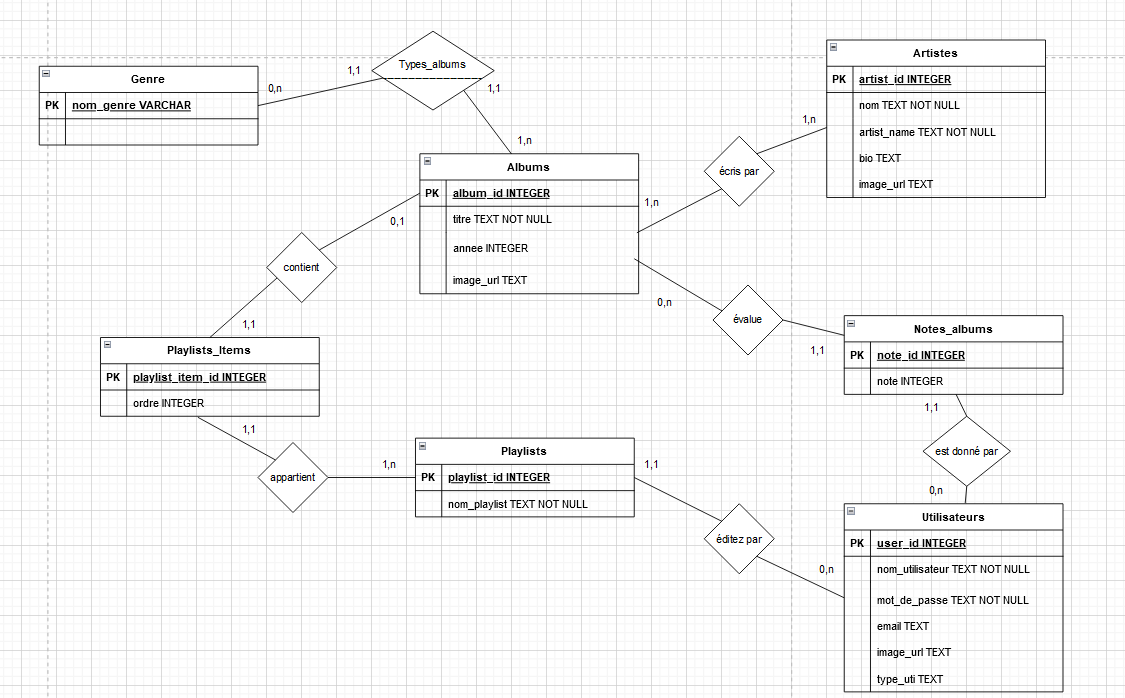 Types_albums
1,1
0,n
1,1
1,n
Genre
PK nom_genre VARCHAR
Artistes
PK artist_id INTEGER
nom TEXT NOT NULL
artist_name TEXT NOT NULL
bio TEXT
image_url TEXT
1,n
écris par
1,n
Albums
PK album_id INTEGER
titre TEXT NOT NULL
annee INTEGER
image_url TEXT
0,1
contient
1,1
0,n
évalue
1,1
Notes_albums
PK note_id INTEGER
note INTEGER
Playlists_Items
PK playlist_item_id INTEGER
ordre INTEGER
1,1
appartient
1,n
Playlists
PK playlist_id INTEGER
nom_playlist TEXT NOT NULL
1,1
éditez par
0,n
1,1
est donné par
0,n
Utilisateurs
PK user_id INTEGER
nom_utilisateur TEXT NOT NULL
mot_de_passe TEXT NOT NULL
email TEXT
image_url TEXT
type_uti TEXT